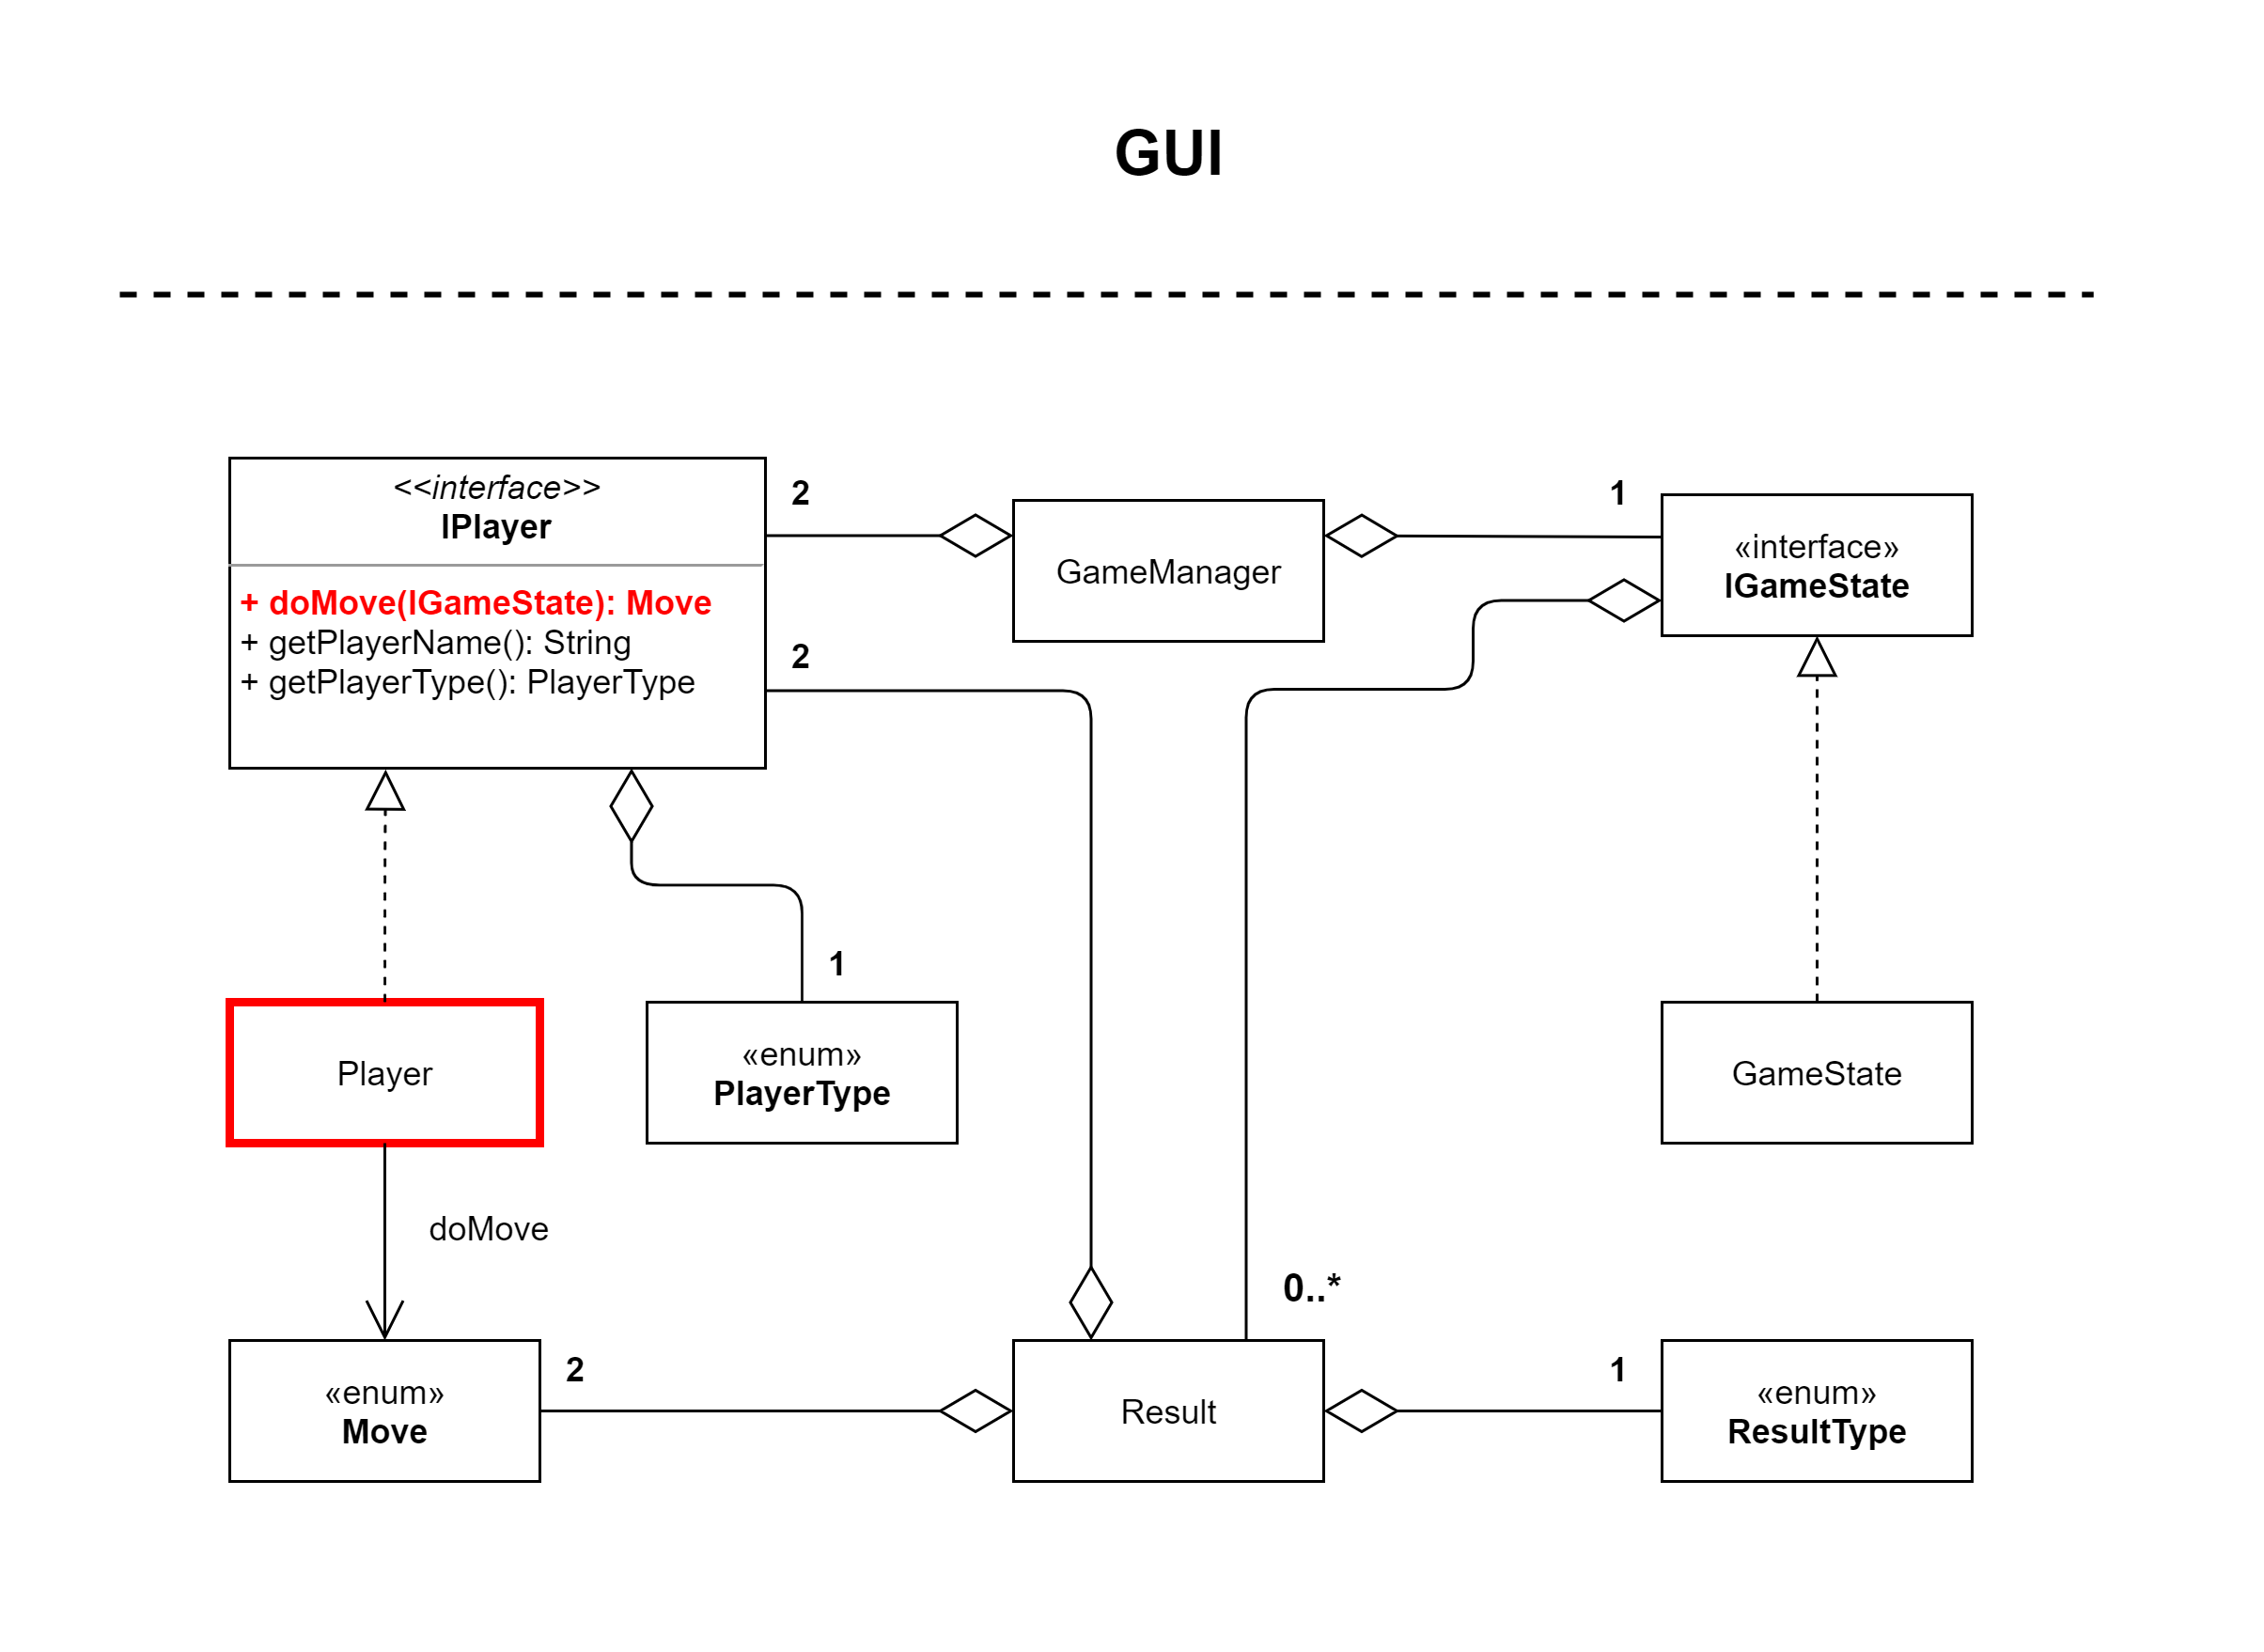 GUI
<<interface>>
IPlayer
+ doMove(IGameState): Move
+ getPlayerName(): String
+ getPlayerType(): PlayerType
2
2
GameManager
1
«interface»
IGameState
Player
1
«enum»
PlayerType
GameState
doMove
0..*
«enum»
Move
2
Result
1
«enum»
ResultType